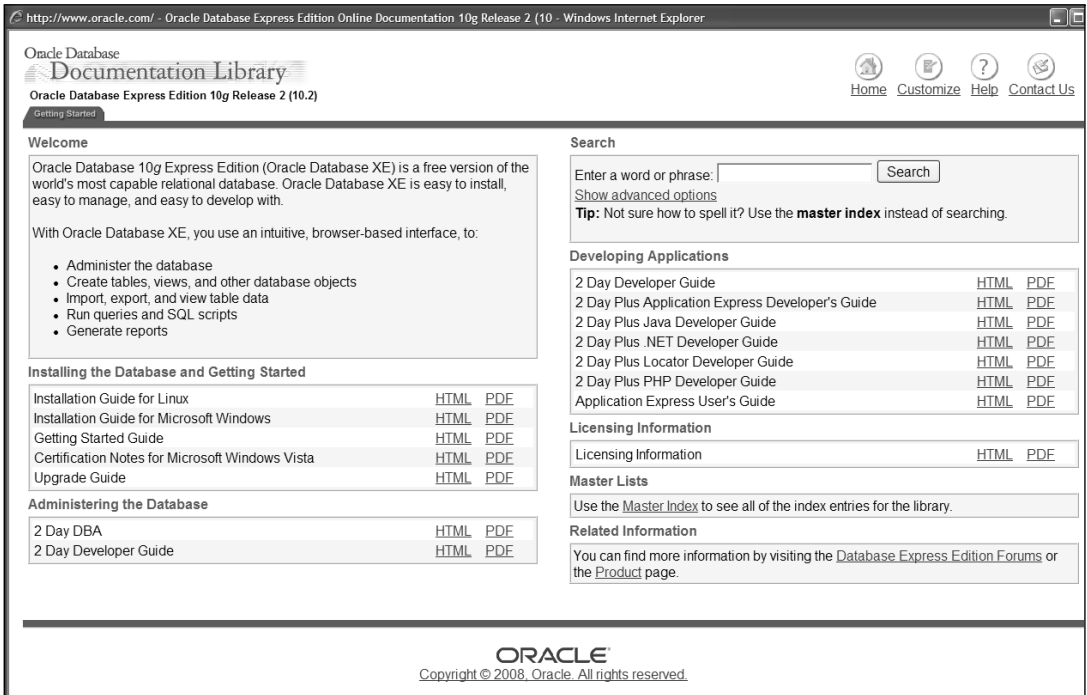 http://www.oracle.com/ - Oracle Database Express Edition Online Documentation 10g Release 2 (10 - Windows Internet Explorer
Oracle Database
Documentation Library
Oracle Database Express Edition 10g Release 2 (10.2)
Home Customize Help Contact Us
Getting Started
Welcome
Oracle Database 10g Express Edition (Oracle Database XE) is a free version of the
world's most capable relational database. Oracle Database XE is easy to install,
easy to manage, and easy to develop with.
With Oracle Database XE, you use an intuitive, browser-based interface, to:
• Administer the database
• Create tables, views, and other database objects
• Import, export, and view table data
• Run queries and SQL scripts
• Generate reports
Installing the Database and Getting Started
Installation Guide for Linux HTML PDF
Installation Guide for Microsoft Windows HTML PDF
Getting Started Guide HTML PDF
Certification Notes for Microsoft Windows Vista HTML PDF
Upgrade Guide HTML PDF
Administering the Database
2 Day DBA HTML PDF
2 Day Developer Guide HTML PDF
Search
Enter a word or phrase: Search
Show advanced options
Tip: Not sure how to spell it? Use the master index instead of searching.
Developing Applications
2 Day Developer Guide HTML PDF
2 Day Plus Application Express Developer's Guide HTML PDF
2 Day Plus Java Developer Guide HTML PDF
2 Day Plus .NET Developer Guide HTML PDF
2 Day Plus Locator Developer Guide HTML PDF
2 Day Plus PHP Developer Guide HTML PDF
Application Express User's Guide HTML PDF
Licensing Information
Licensing Information HTML PDF
Master Lists
Use the Master Index to see all of the index entries for the library.
Related Information
You can find more information by visiting the Database Express Edition Forums or
the Product page.
ORACLE
Copyright © 2008, Oracle. All rights reserved.